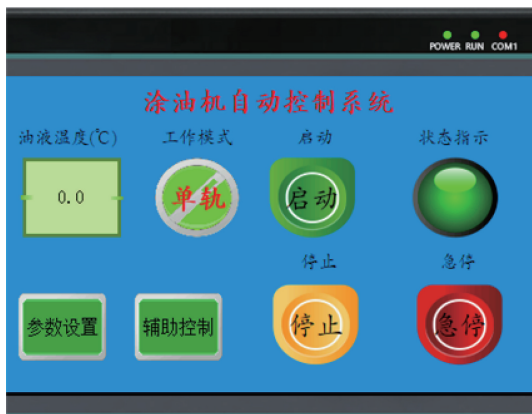 POWER RUN COM1
涂油机自动控制系统
油液温度(℃) 工作模式 启动 状态指示
0.0 单轨 启动
停止 急停
参数设置 辅助控制 停止 急停